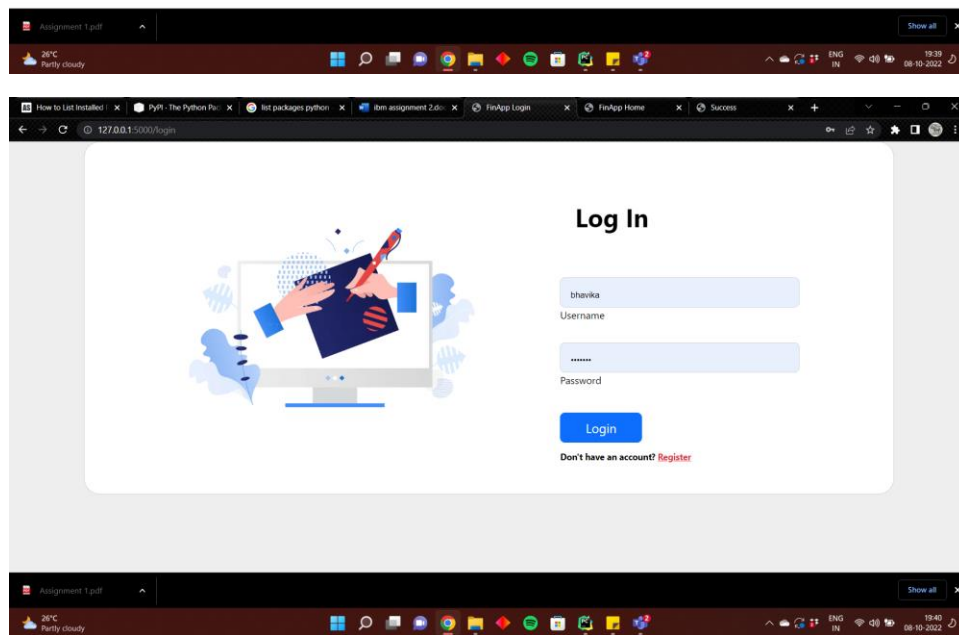 Assignment 1.pdf
Show all
26°C
Partly cloudy
ENG
IN
19:39
08-10-2022
2
How to List Installed
PyPI - The Python Pac
list packages python
ibm assignment 2.doc
FinApp Login
FinApp Home
Success
127.0.0.1:5000/login
Log In
bhavika
Username
Password
Login
Don't have an account? Register
Assignment 1.pdf
Show all
26°C
Partly cloudy
ENG
IN
19:40
08-10-2022
2